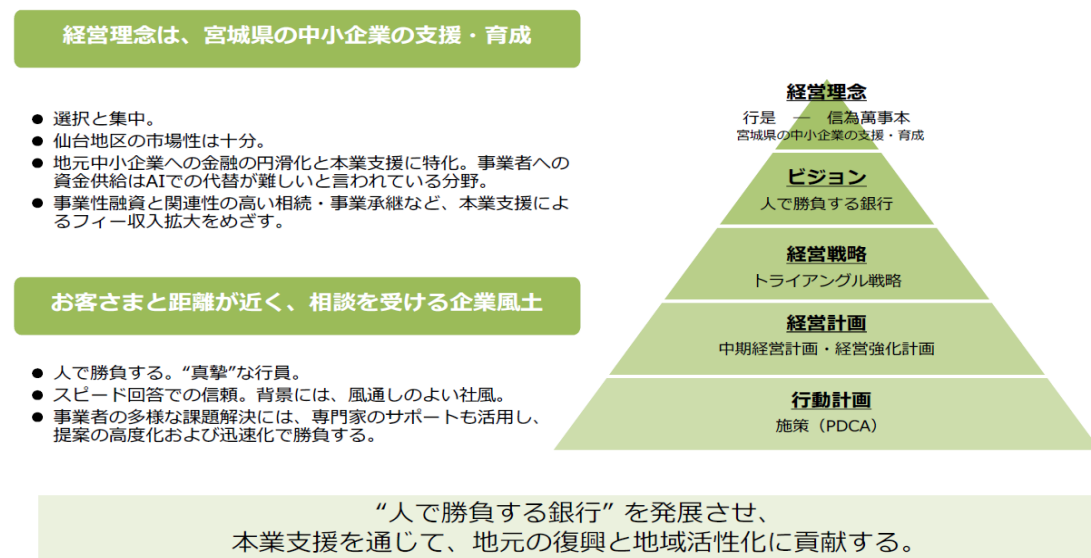 経営理念は、宮城県の中小企業の支援・育成
● 選択と集中。
● 仙台地区の市場性は十分。
● 地元中小企業への金融の円滑化と本業支援に特化。事業者への
資金供給はAIでの代替が難しいと言われている分野。
● 事業性融資と関連性の高い相続・事業承継など、本業支援によ
るフィー収入拡大をめざす。
お客さまと距離が近く、相談を受ける企業風土
● 人で勝負する。“真摯”な行員。
● スピード回答での信頼。背景には、風通しのよい社風。
● 事業者の多様な課題解決には、専門家のサポートも活用し、
提案の高度化および迅速化で勝負する。
経営理念
行是 ― 信為萬事本
宮城県の中小企業の支援・育成
ビジョン
人で勝負する銀行
経営戦略
トライアングル戦略
経営計画
中期経営計画・経営強化計画
行動計画
施策（PDCA）
“人で勝負する銀行” を発展させ、
本業支援を通じて、地元の復興と地域活性化に貢献する。